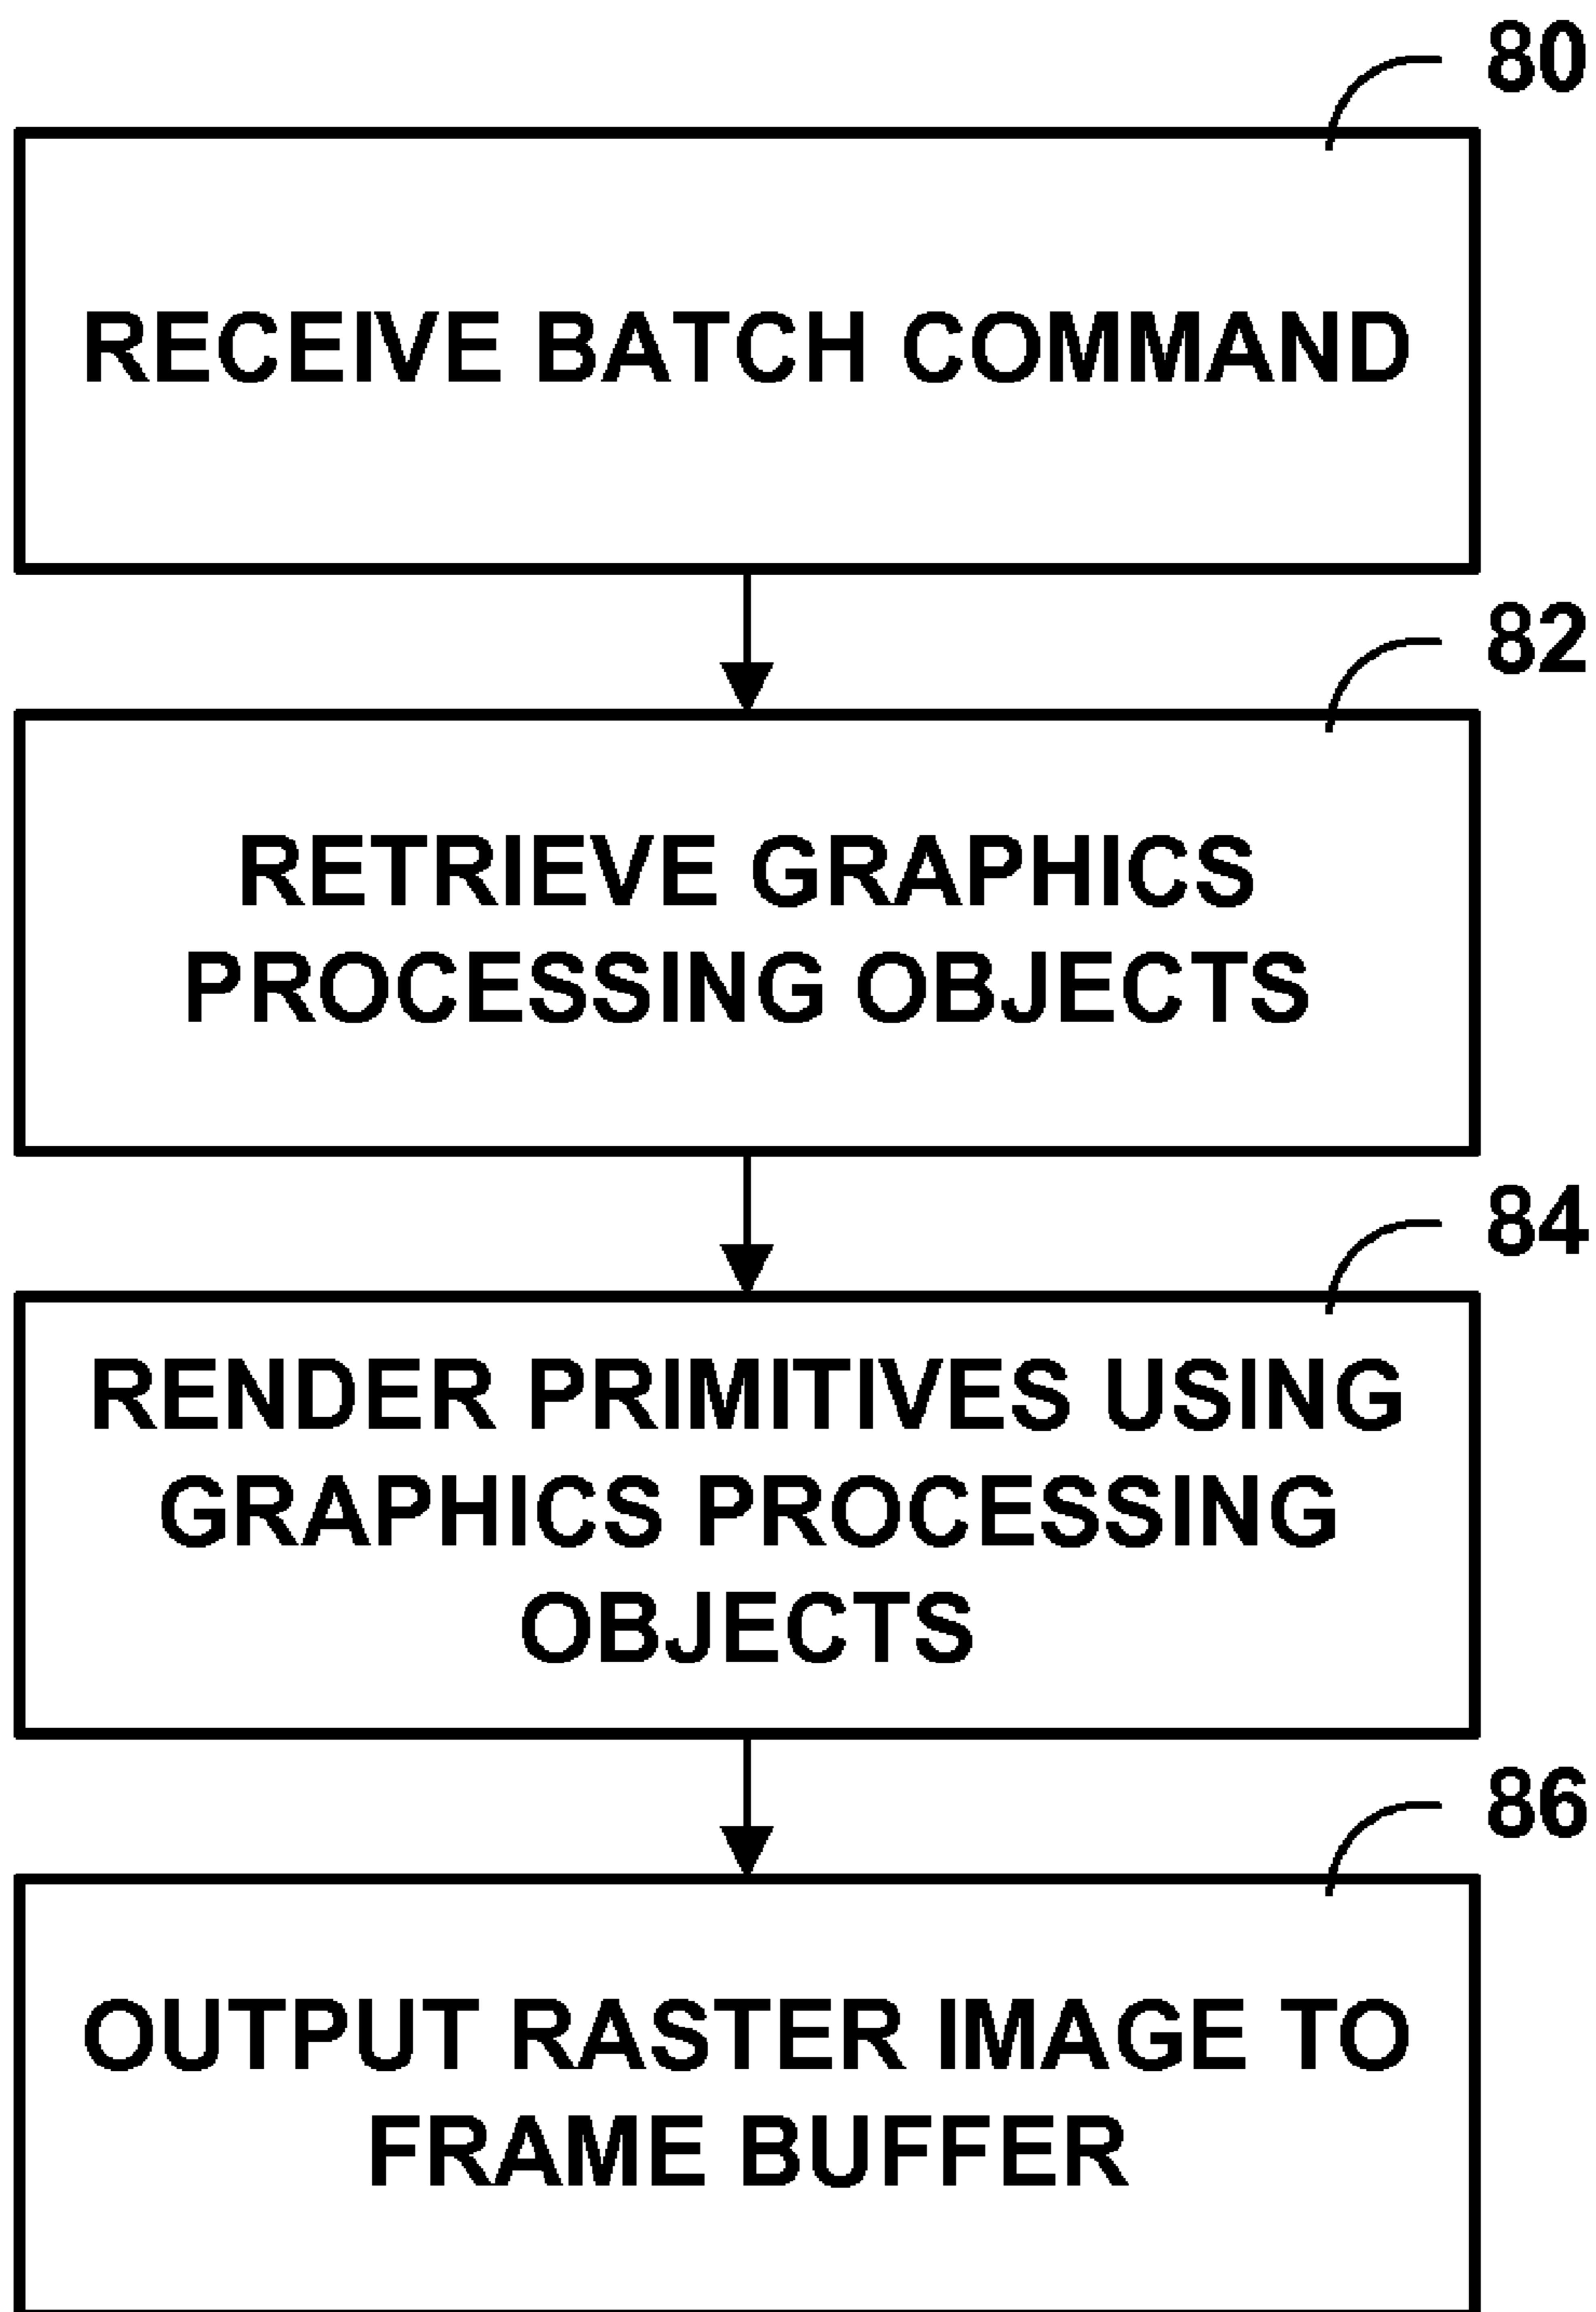 80
RECEIVE BATCH COMMAND
82
RETRIEVE GRAPHICS
PROCESSING OBJECTS
84
RENDER PRIMITIVES USING
GRAPHICS PROCESSING
OBJECTS
86
OUTPUT RASTER IMAGE TO
FRAME BUFFER